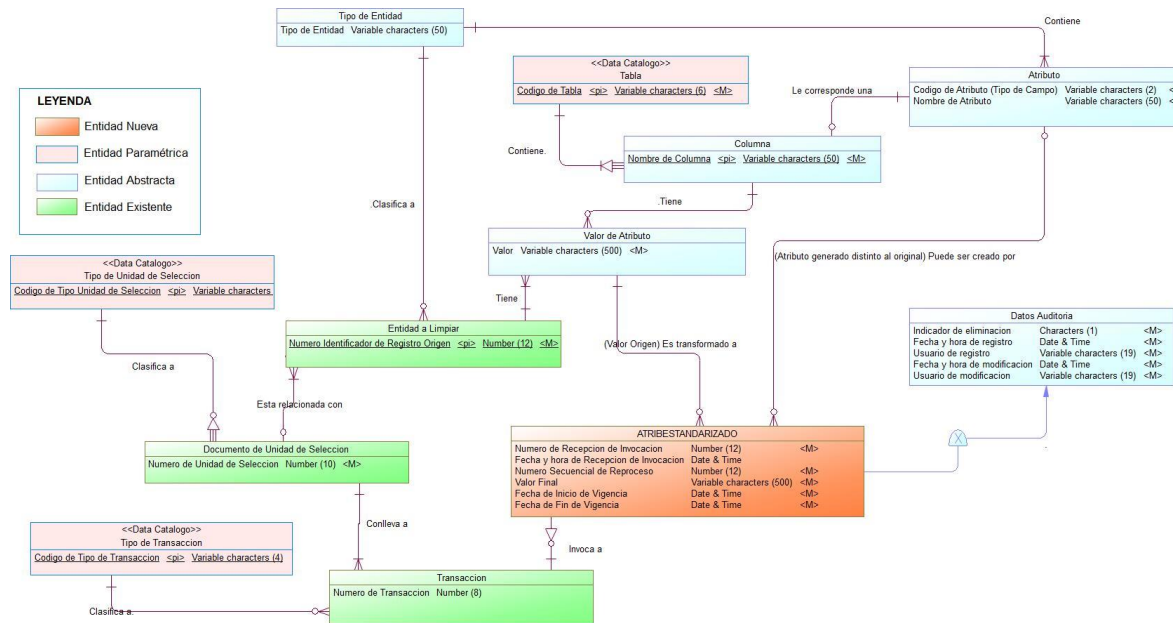 Tipo de Entidad
Tipo de Entidad Variable characters (50)
Contiene
<<Data Catalogo>>
Tabla
Codigo de Tabla <pi> Variable characters (6) <M>
Atributo
Codigo de Atributo (Tipo de Campo) Variable characters (2) <
Nombre de Atributo Variable characters (50) <
Le corresponde una
LEYENDA
Entidad Nueva
Entidad Paramétrica
Entidad Abstracta
Entidad Existente
Columna
Nombre de Columna <pi> Variable characters (50) <M>
Contiene.
.Clasifica a
.Tiene
Valor de Atributo
Valor Variable characters (500) <M>
(Atributo generado distinto al original) Puede ser creado por
<<Data Catalogo>>
Tipo de Unidad de Seleccion
Codigo de Tipo Unidad de Seleccion <pi> Variable characters
Tiene
Entidad a Limpiar
Numero Identificador de Registro Origen <pi> Number (12) <M>
Datos Auditoria
Indicador de eliminacion Characters (1) <M>
Fecha y hora de registro Date & Time <M>
Usuario de registro Variable characters (19) <M>
Fecha y hora de modificacion Date & Time <M>
Usuario de modificacion Variable characters (19) <M>
(Valor Origen) Es transformado a
Clasifica a
Esta relacionada con
Documento de Unidad de Seleccion
Numero de Unidad de Seleccion Number (10) <M>
ATRIBESTANDARIZADO
Numero de Recepcion de Invocacion Number (12) <M>
Fecha y hora de Recepcion de Invocacion Date & Time
Numero Secuencial de Reproceso Number (12) <M>
Valor Final Variable characters (500) <M>
Fecha de Inicio de Vigencia Date & Time <M>
Fecha de Fin de Vigencia Date & Time <M>
X
.
Conlleva a
<<Data Catalogo>>
Tipo de Transaccion
Codigo de Tipo de Transaccion <pi> Variable characters (4)
Invoca a
Transaccion
Numero de Transaccion Number (8)
Clasifica a.